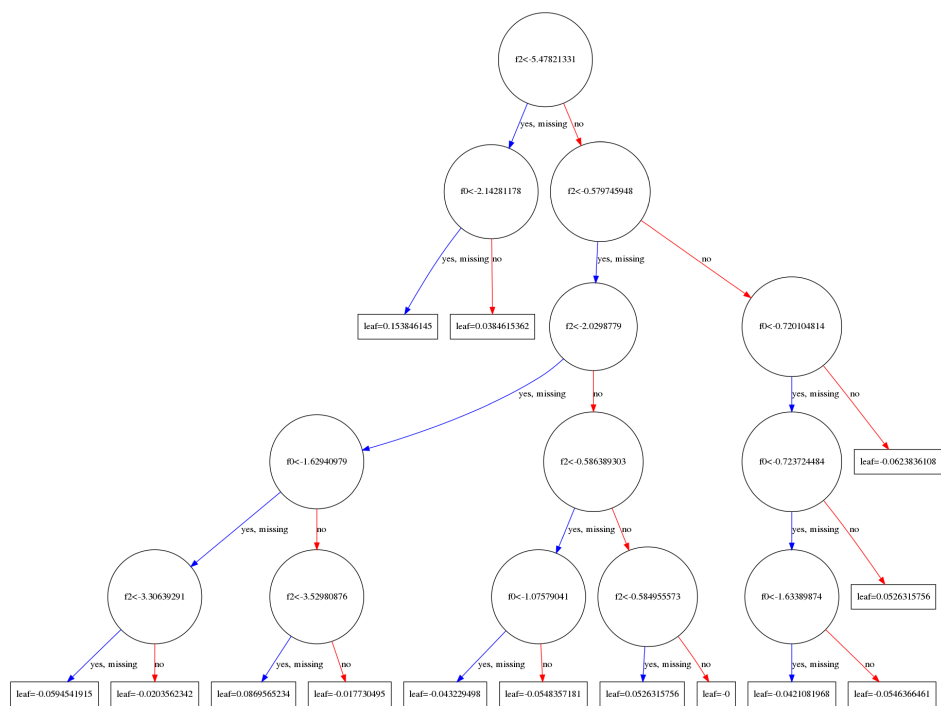 f2<-5.47821331
yes, missing
no
f0<-2.14281178
f2<-0.579745948
yes, missing
no
yes, missing
no
leaf=0.153846145
leaf=0.0384615362
f2<-2.0298779
f0<-0.720104814
yes, missing
no
yes, missing
no
f0<-1.62940979
f2<-0.586389303
f0<-0.723724484
leaf=-0.0623836108
yes, missing
no
yes, missing
no
yes, missing
no
f2<-3.30639291
f2<-3.52980876
f0<-1.07579041
f2<-0.584955573
f0<-1.63389874
leaf=0.0526315756
yes, missing
no
yes, missing
no
yes, missing
no
yes, missing
no
yes, missing
no
leaf=-0.0594541915
leaf=-0.0203562342
leaf=0.0869565234
leaf=-0.017730495
leaf=-0.043229498
leaf=-0.0548357181
leaf=0.0526315756
leaf=-0
leaf=-0.0421081968
leaf=-0.0546366461